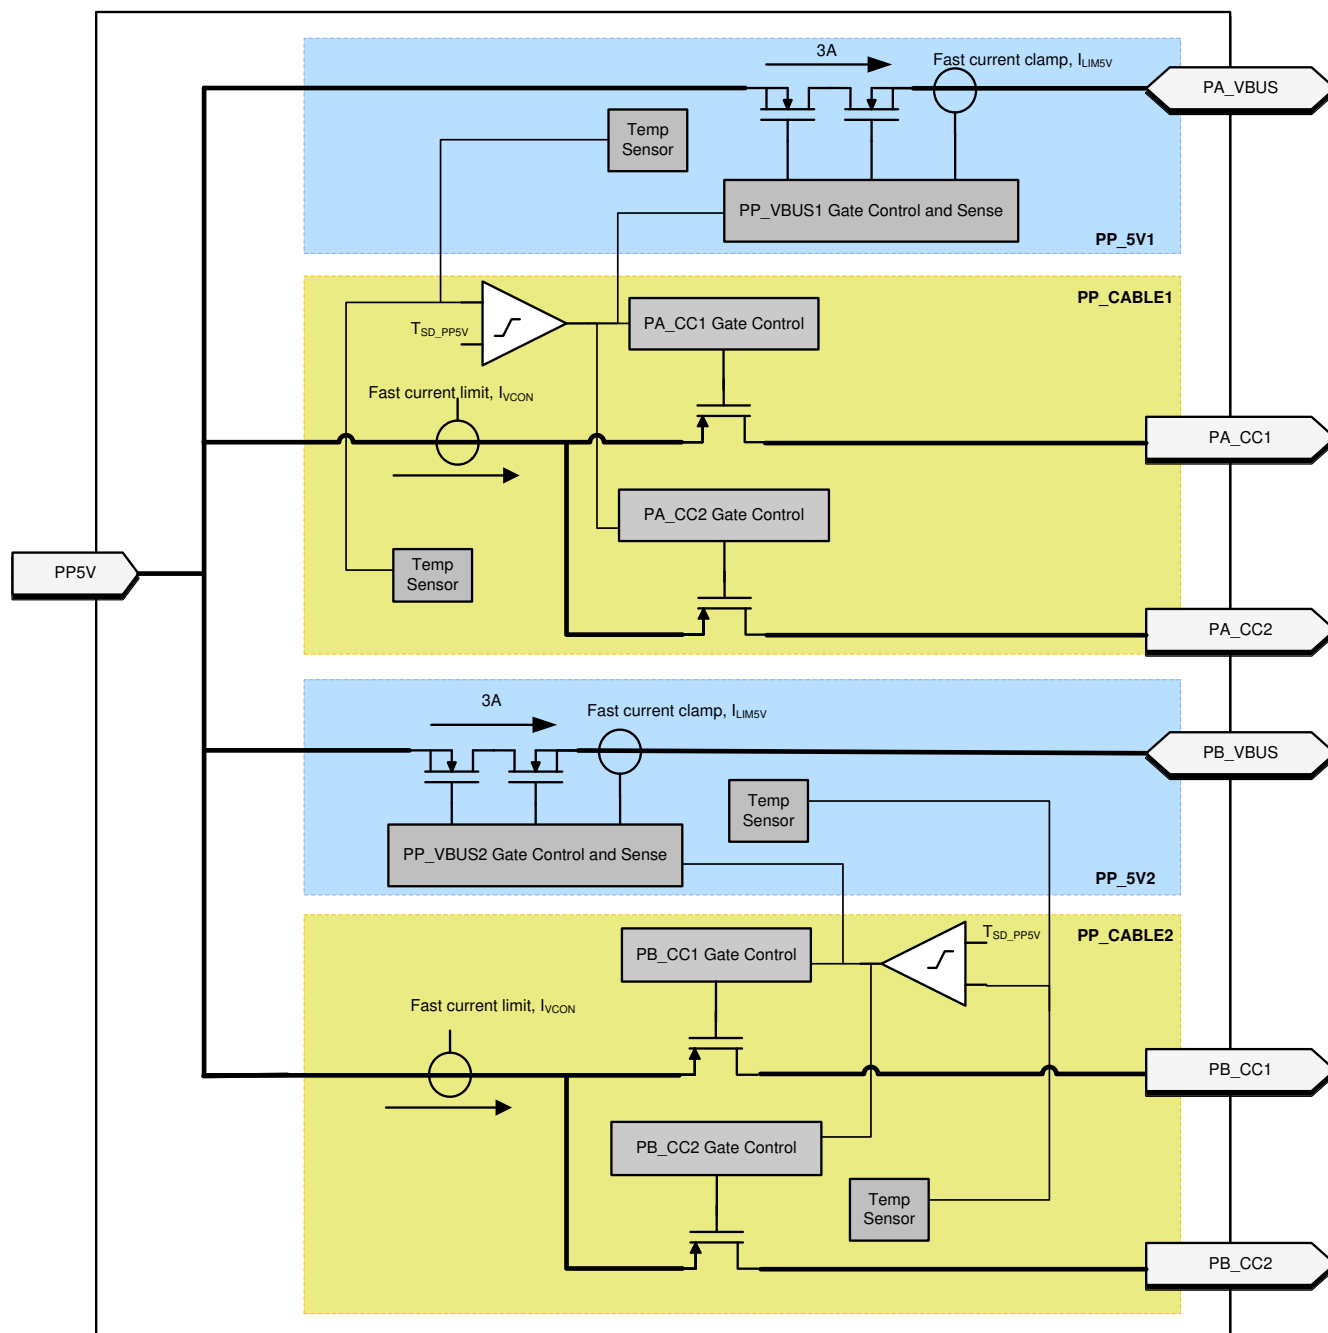 3A
Fast current clamp, ILIM5V
PA_VBUS
Temp
Sensor
PP_VBUS1 Gate Control and Sense
PP_5V1
PP_CABLE1
PA_CC1 Gate Control
TSD_PP5V
Fast current limit, IVCON
PA_CC1
PA_CC2 Gate Control
PP5V
Temp
Sensor
PA_CC2
3A
Fast current clamp, ILIM5V
PB_VBUS
Temp
Sensor
PP_VBUS2 Gate Control and Sense
PP_5V2
PP_CABLE2
TSD_PP5V
PB_CC1 Gate Control
Fast current limit, IVCON
PB_CC1
PB_CC2 Gate Control
Temp
Sensor
PB_CC2